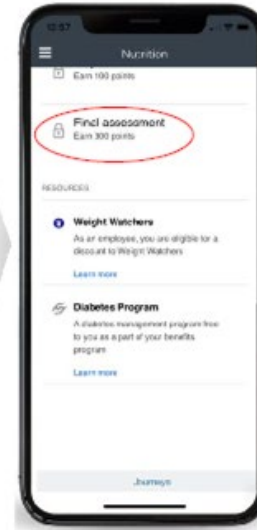 12:57
Nutrition
Earn 100 points
Final assessment
Earn 300 points
RESOURCES
Weight Watchers
As an employee, you are eligible for a
discount to Weight Watchers
Learn more
Diabetes Program
A diabetes management program free
to you as a part of your benefits
program
Learn more
Journeys